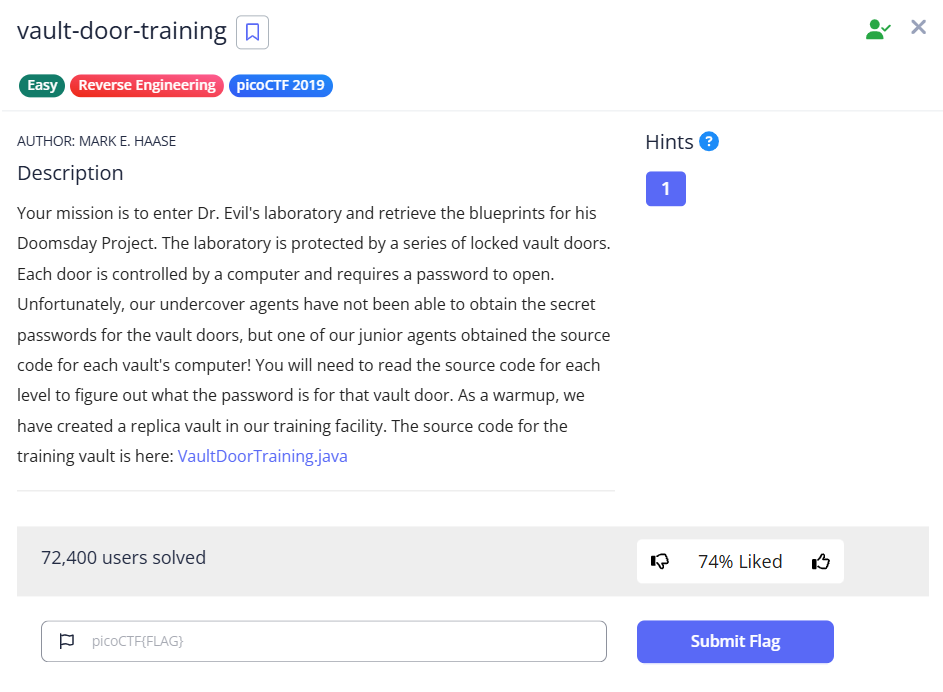 vault-door-training
Easy Reverse Engineering picoCTF 2019
AUTHOR: MARK E. HAASE
Description
Your mission is to enter Dr. Evil's laboratory and retrieve the blueprints for his
Doomsday Project. The laboratory is protected by a series of locked vault doors.
Each door is controlled by a computer and requires a password to open.
Unfortunately, our undercover agents have not been able to obtain the secret
passwords for the vault doors, but one of our junior agents obtained the source
code for each vault's computer! You will need to read the source code for each
level to figure out what the password is for that vault door. As a warmup, we
have created a replica vault in our training facility. The source code for the
training vault is here: VaultDoorTraining.java
Hints ?
1
72,400 users solved
74% Liked
picoCTF{FLAG}
Submit Flag